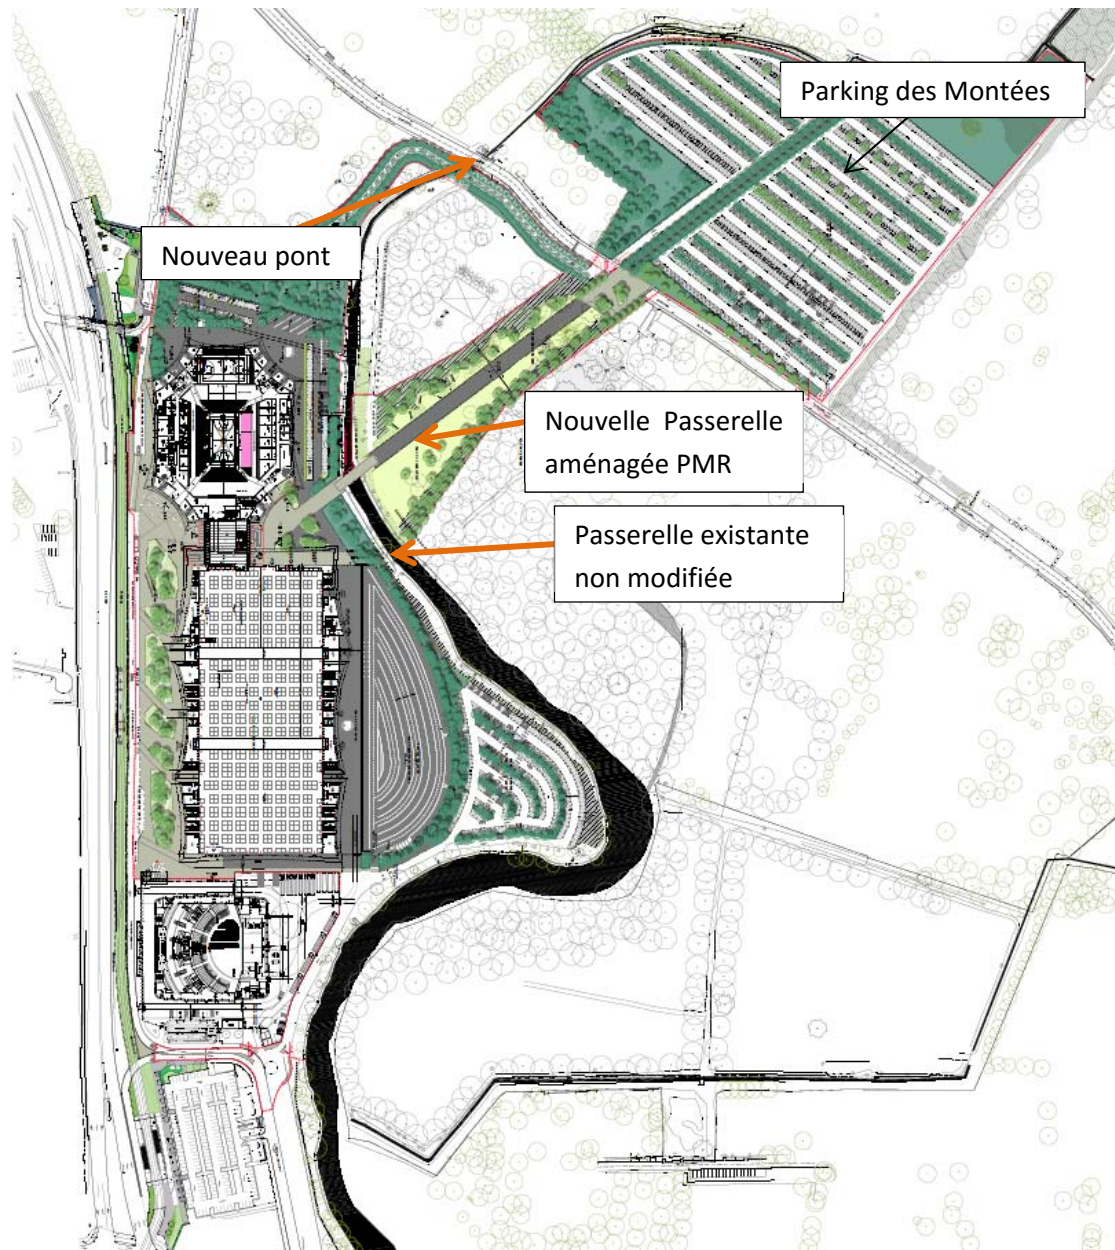 Parking des Montées
Nouveau pont
Nouvelle Passerelle
aménagée PMR
Passerelle existante
non modifiée